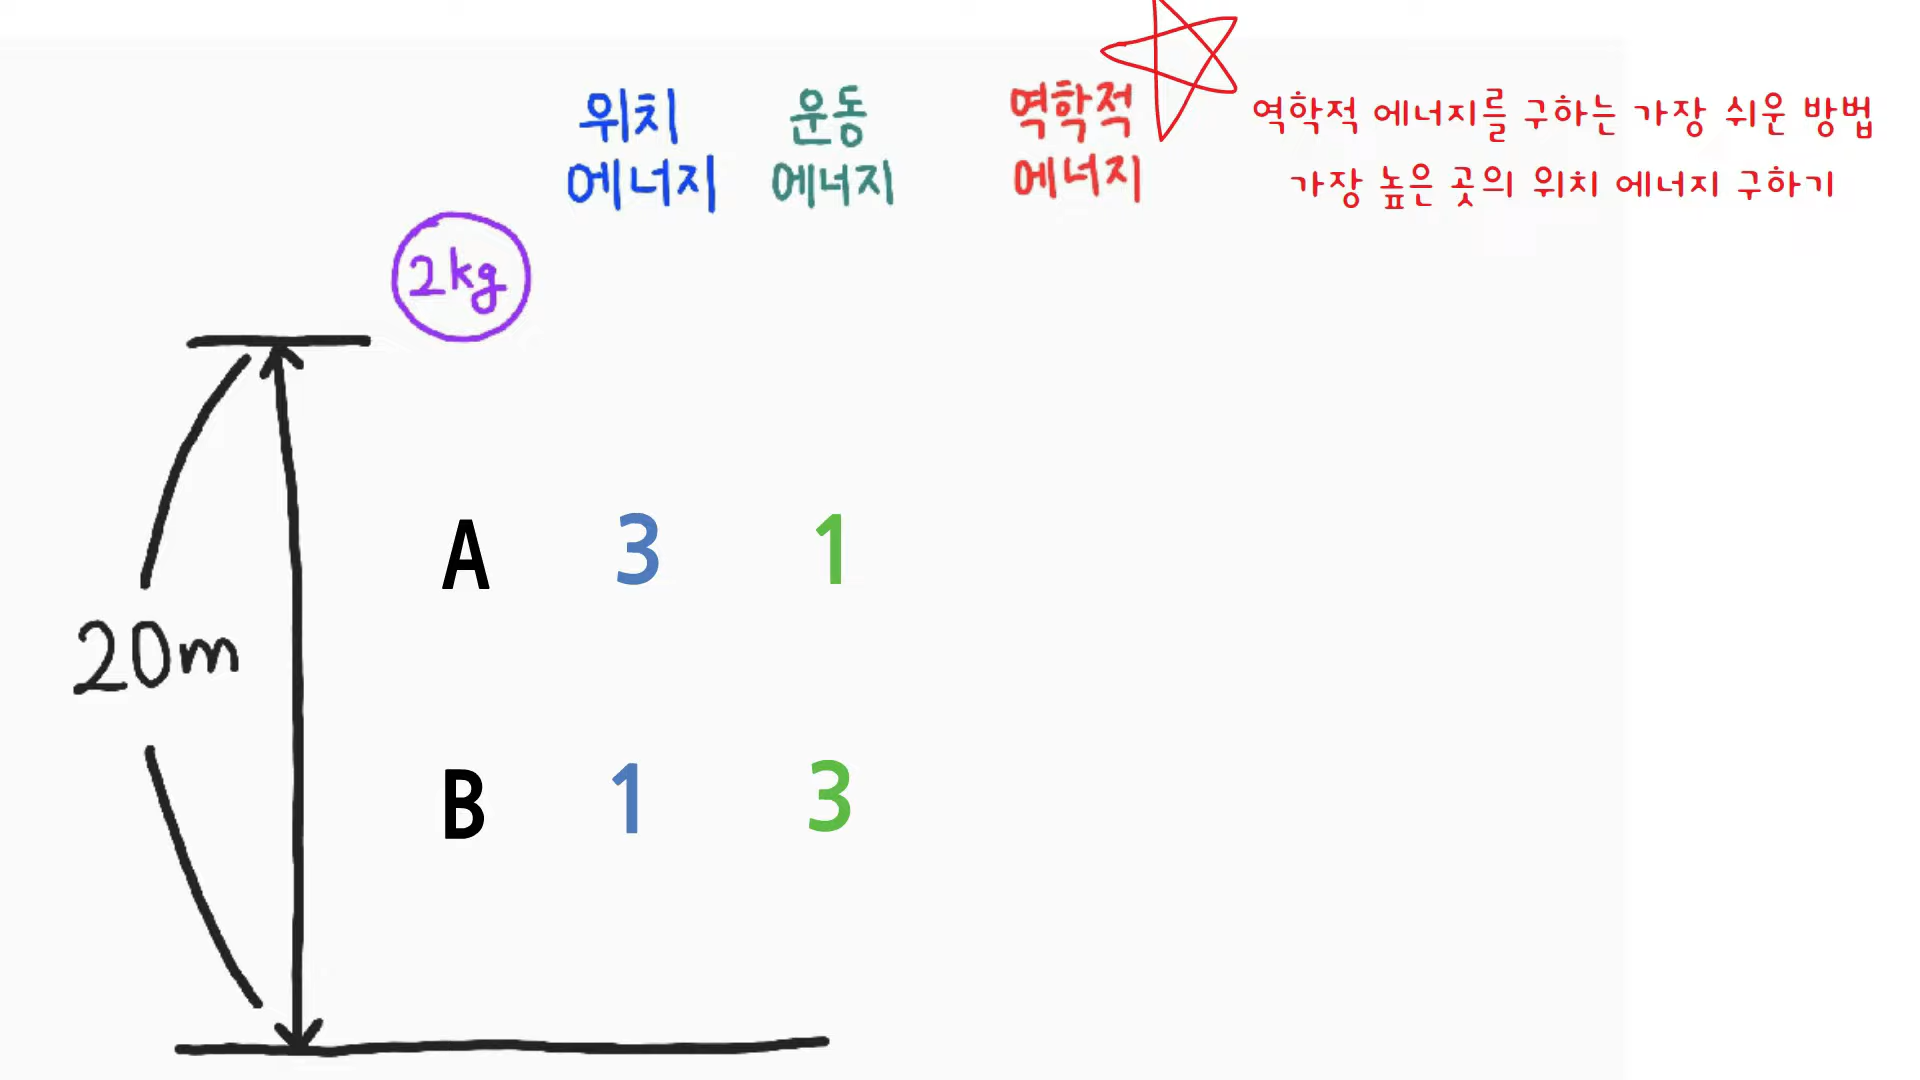 위치 에너지
운동 에너지
역학적 에너지
역학적 에너지를 구하는 가장 쉬운 방법
가장 높은 곳의 위치 에너지 구하기
2kg
A 3 1
20m
B 1 3